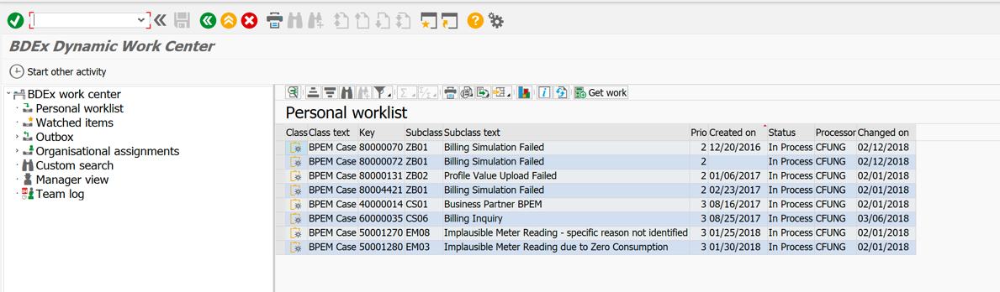 BDEx Dynamic Work Center
Start other activity
BDEx work center
Personal worklist
Watched items
Outbox
Organisational assignments
Custom search
Manager view
Team log
Get work
Personal worklist
Class Class text Key Subclass Subclass text Prio Created on Status Processor Changed on
BPEM Case 80000070 ZB01 Billing Simulation Failed 2 12/20/2016 In Process CFUNG 02/12/2018
BPEM Case 80000072 ZB01 Billing Simulation Failed 2 In Process CFUNG 02/12/2018
BPEM Case 80000131 ZB02 Profile Value Upload Failed 2 01/06/2017 In Process CFUNG 02/01/2018
BPEM Case 80004421 ZB01 Billing Simulation Failed 2 02/23/2017 In Process CFUNG 02/01/2018
BPEM Case 40000014 CS01 Business Partner BPEM 3 08/16/2017 In Process CFUNG 02/01/2018
BPEM Case 60000035 CS06 Billing Inquiry 3 08/25/2017 In Process CFUNG 03/06/2018
BPEM Case 50001270 EM08 Implausible Meter Reading - specific reason not identified 3 01/25/2018 In Process CFUNG 02/01/2018
BPEM Case 50001280 EM03 Implausible Meter Reading due to Zero Consumption 3 01/30/2018 In Process CFUNG 02/01/2018